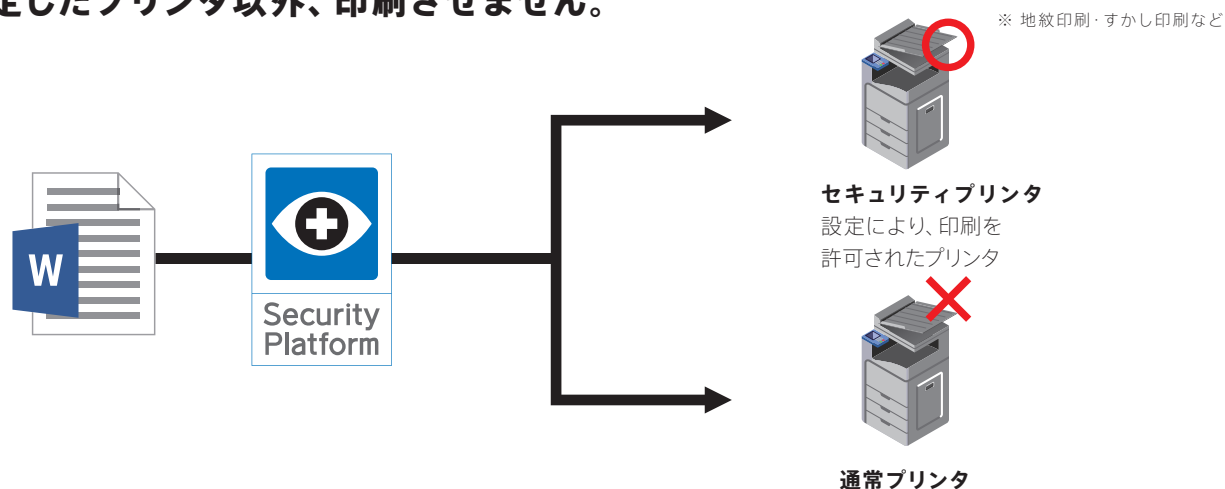 定したプリンタ以外、印刷させません。
※ 地紋印刷・すかし印刷など
W
Security
Platform
セキュリティプリンタ
設定により、印刷を
許可されたプリンタ
通常プリンタ